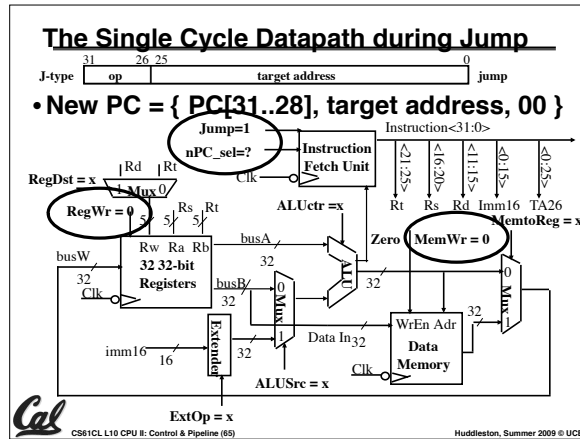 The Single Cycle Datapath during Jump
31 26 25 0
J-type op target address jump
• New PC = { PC[31..28], target address, 00 }
Jump=1
nPC_sel=?
Instruction
Fetch Unit
Clk
Instruction<31:0>
<21:25>
<16:20>
<11:15>
<0:15>
<0:25>
Rt Rs Rd Imm16 TA26
RegDst = x
Rd Rt
1 Mux 0
RegWr = 0
5 5 Rs 5 Rt
Rw Ra Rb
32 32-bit
Registers
busW
32
Clk
busA
32
busB
32
ALUctr =x
ALU
Zero
MemWr = 0
MemtoReg = x
0
Mux
1
32
0
Mux
1
32
Data In 32
WrEn Adr
Data
Memory
32
Clk
imm16
16
Extender
32
ALUSrc = x
ExtOp = x
Cal
CS61CL L10 CPU II: Control & Pipeline (65)
Huddleston, Summer 2009 © UCB